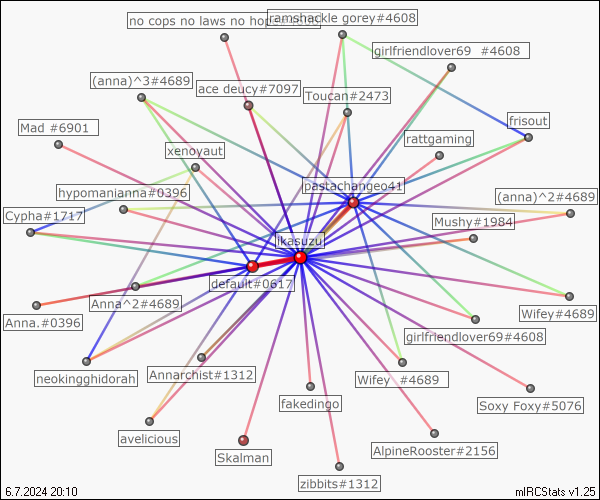 no cops no laws no hope#4689
ramshackle gorey#4608
girlfriendlover69 #4608
(anna)^3#4689
ace deucy#7097
Toucan#2473
frisout
Mad #6901
rattgaming
xenoyaut
pastachangeo41
hypomanianna#0396
(anna)^2#4689
Cypha#1717
Mushy#1984
ikasuzu
default#0617
Anna^2#4689
Wifey#4689
Anna.#0396
girlfriendlover69#4608
neokingghidorah
Annarchist#1312
Wifey #4689
fakedingo
Soxy Foxy#5076
avelicious
Skalman
AlpineRooster#2156
zibbits#1312
6.7.2024 20:10
mIRCStats v1.25